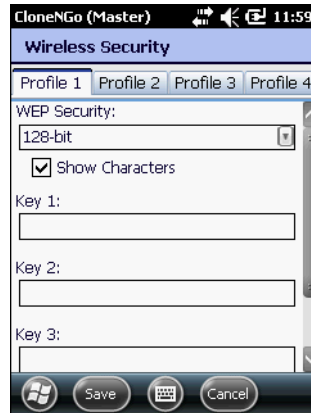 CloneNGo (Master) 11:59
Wireless Security
Profile 1 Profile 2 Profile 3 Profile 4
WEP Security:
128-bit
Show Characters
Key 1:
Key 2:
Key 3:
Save Cancel